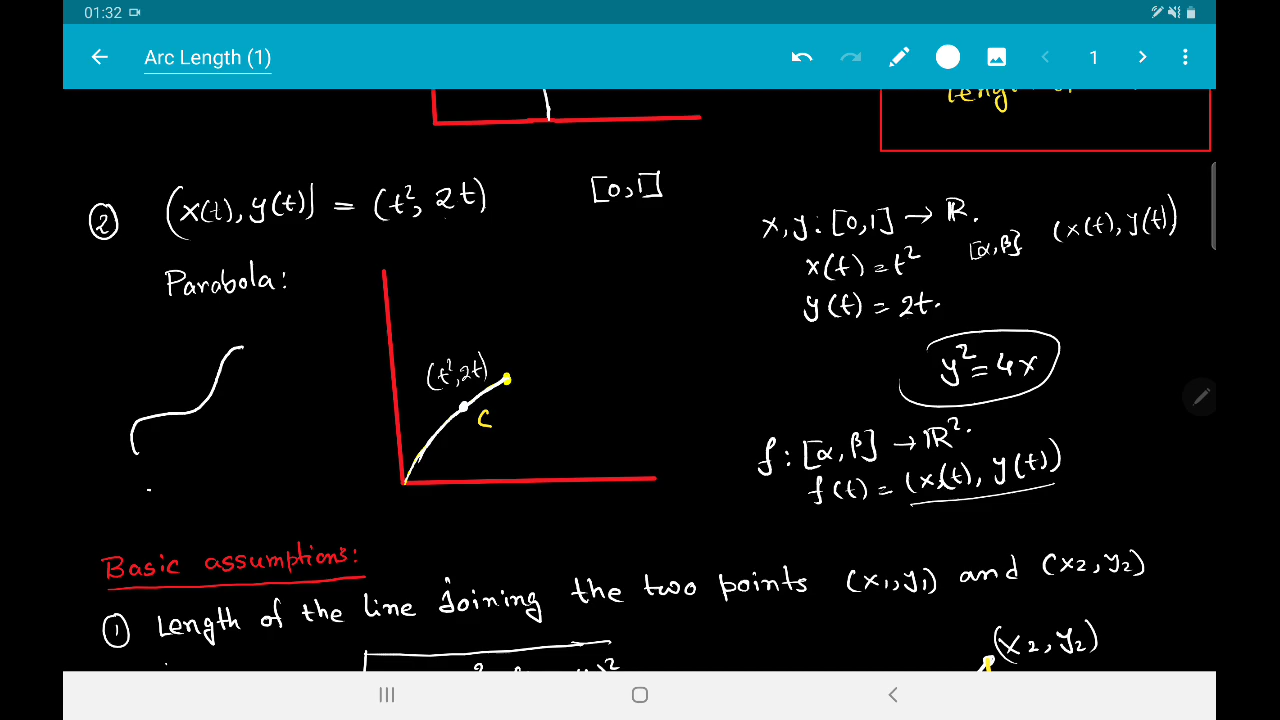 01:32
Arc Length (1)
1
length of
② (x(t), y(t)) = (t², 2t) [0,1]
x, y : [0,1] → ℝ.
[α,β] (x(t), y(t))
x(t) = t²
y(t) = 2t.
Parabola:
y² = 4x
(t², 2t)
C
f : [α, β] → ℝ².
f(t) = (x(t), y(t))
Basic assumptions:
① Length of the line Joining the two points (x₁,y₁) and (x₂,y₂)
(x₂, y₂)